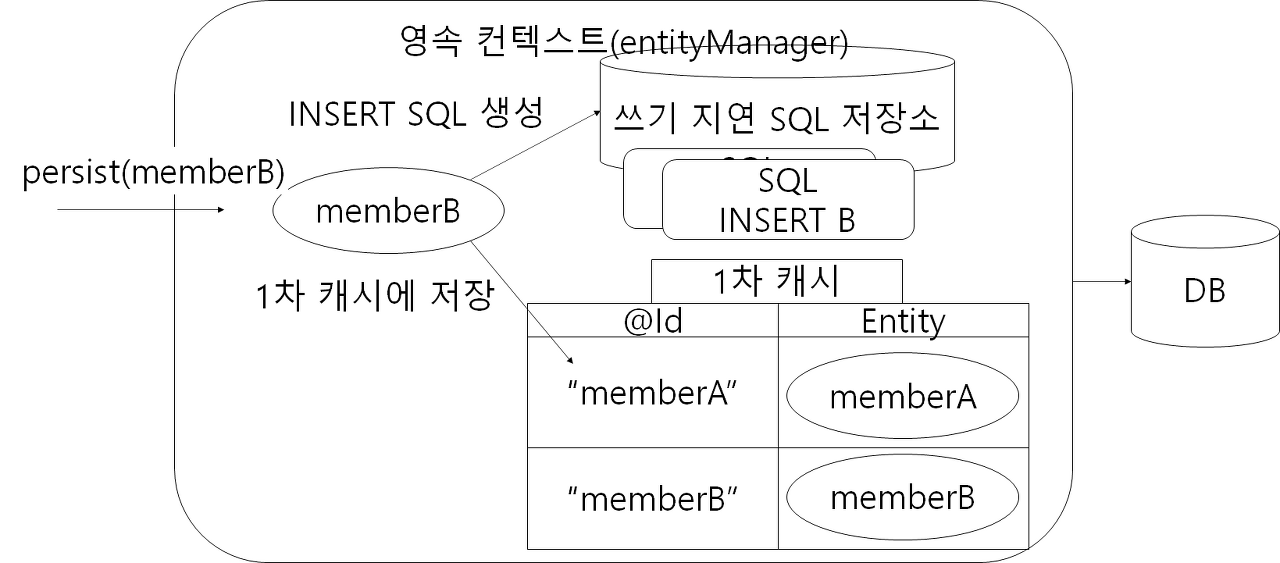 영속 컨텍스트(entityManager)
INSERT SQL 생성
쓰기 지연 SQL 저장소
persist(memberB)
memberB
SQL
INSERT B
1차 캐시에 저장
1차 캐시
@Id
Entity
"memberA"
memberA
"memberB"
memberB
DB